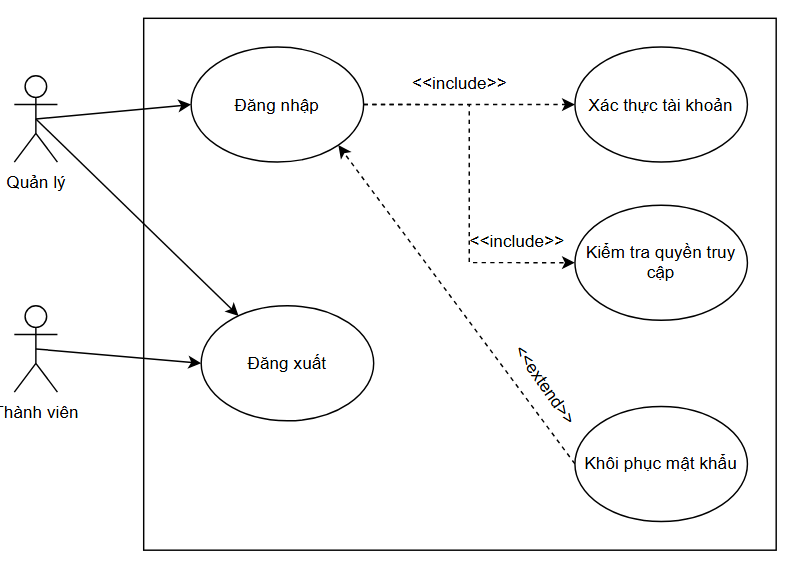 <<include>>
Đăng nhập
Xác thực tài khoản
Quản lý
<<include>>
Kiểm tra quyền truy
cập
Đăng xuất
<<extend>>
Thành viên
Khôi phục mật khẩu